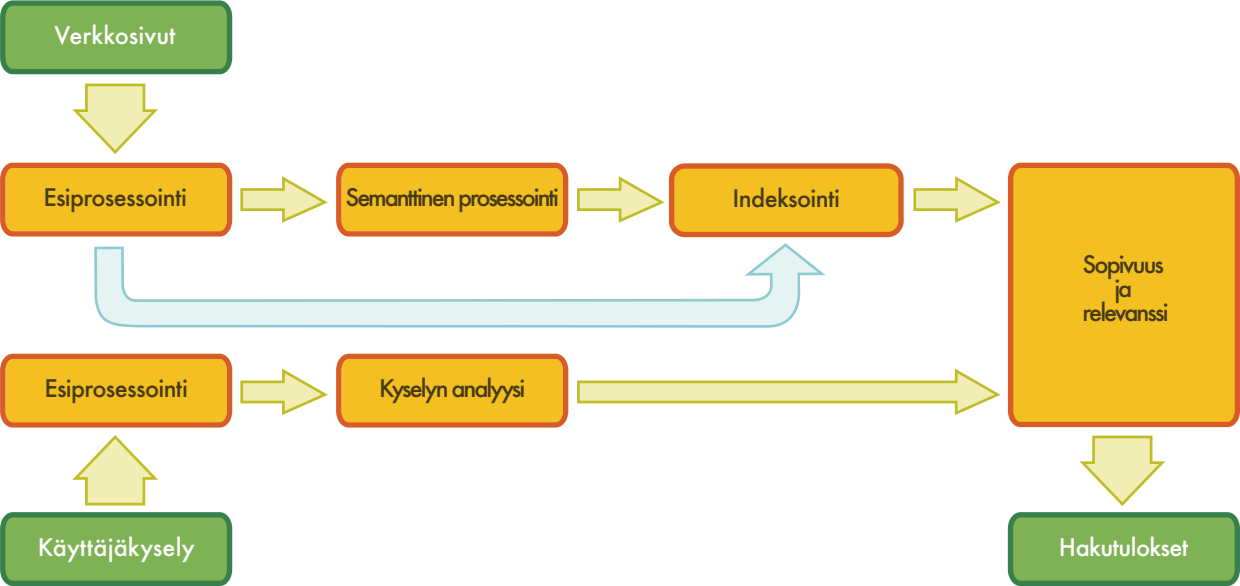 Verkkosivut
Esiprosessointi
Semanttinen prosessointi
Indeksointi
Sopivuus
ja
relevanssi
Esiprosessointi
Kyselyn analyysi
Käyttäjäkysely
Hakutulokset